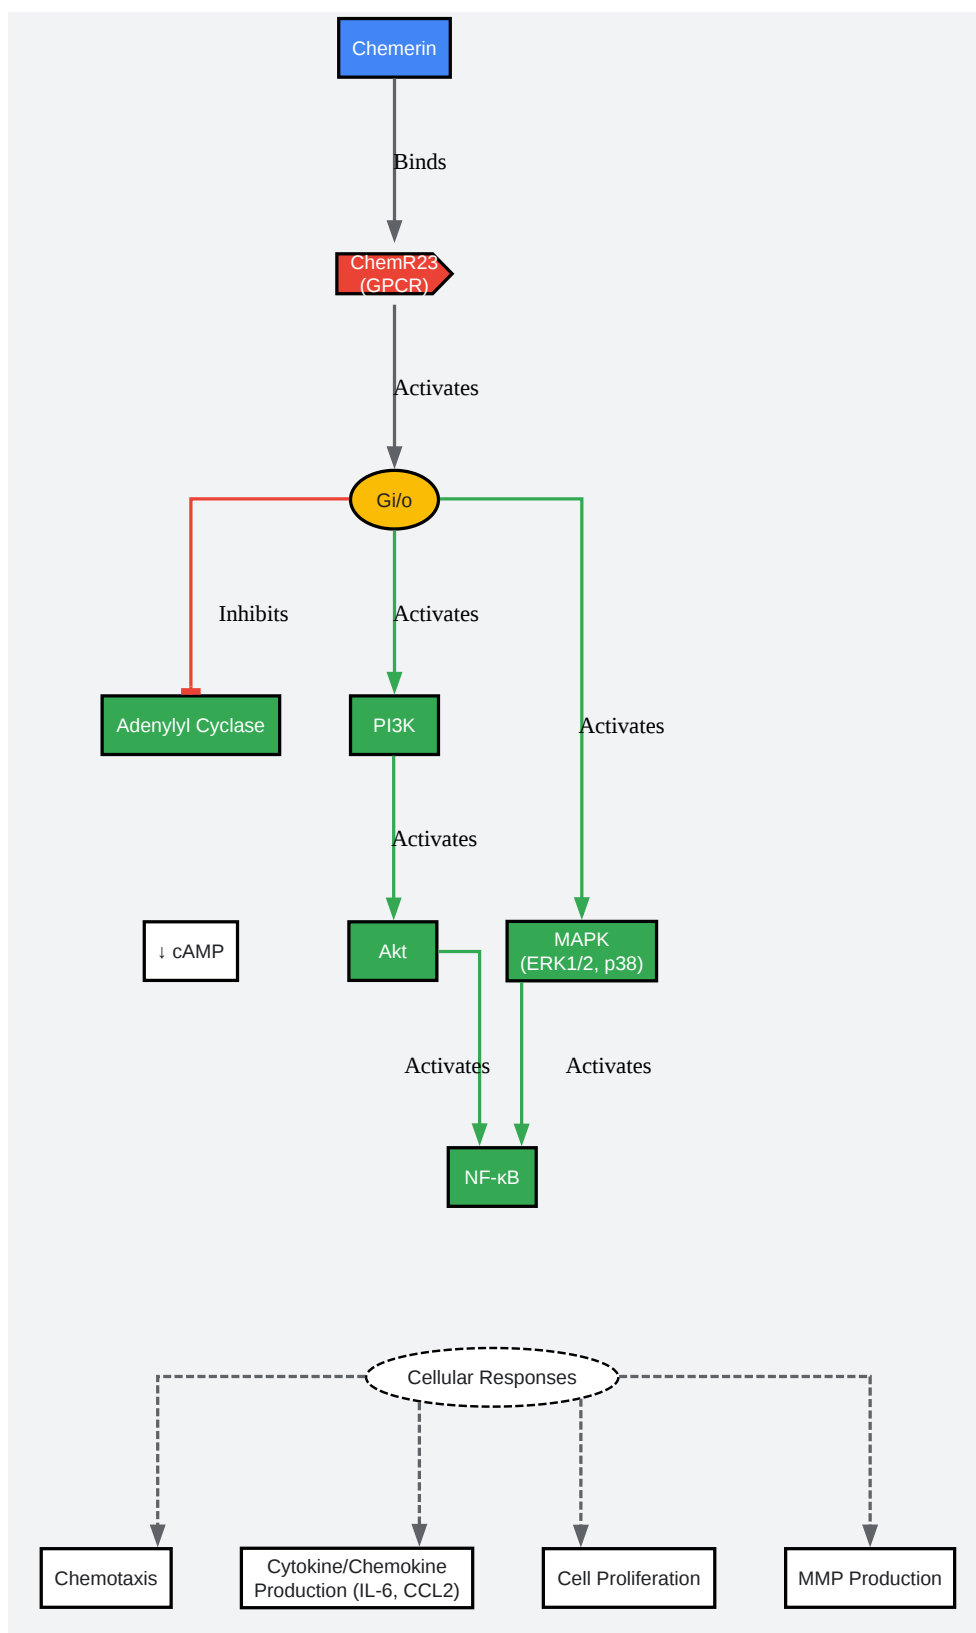 Chemerin
Binds
ChemR23
(GPCR)
Activates
Gi/o
Inhibits
Activates
Adenylyl Cyclase
PI3K
Activates
Activates
↓ cAMP
Akt
MAPK
(ERK1/2, p38)
Activates
Activates
NF-κB
Cellular Responses
Chemotaxis
Cytokine/Chemokine
Production (IL-6, CCL2)
Cell Proliferation
MMP Production